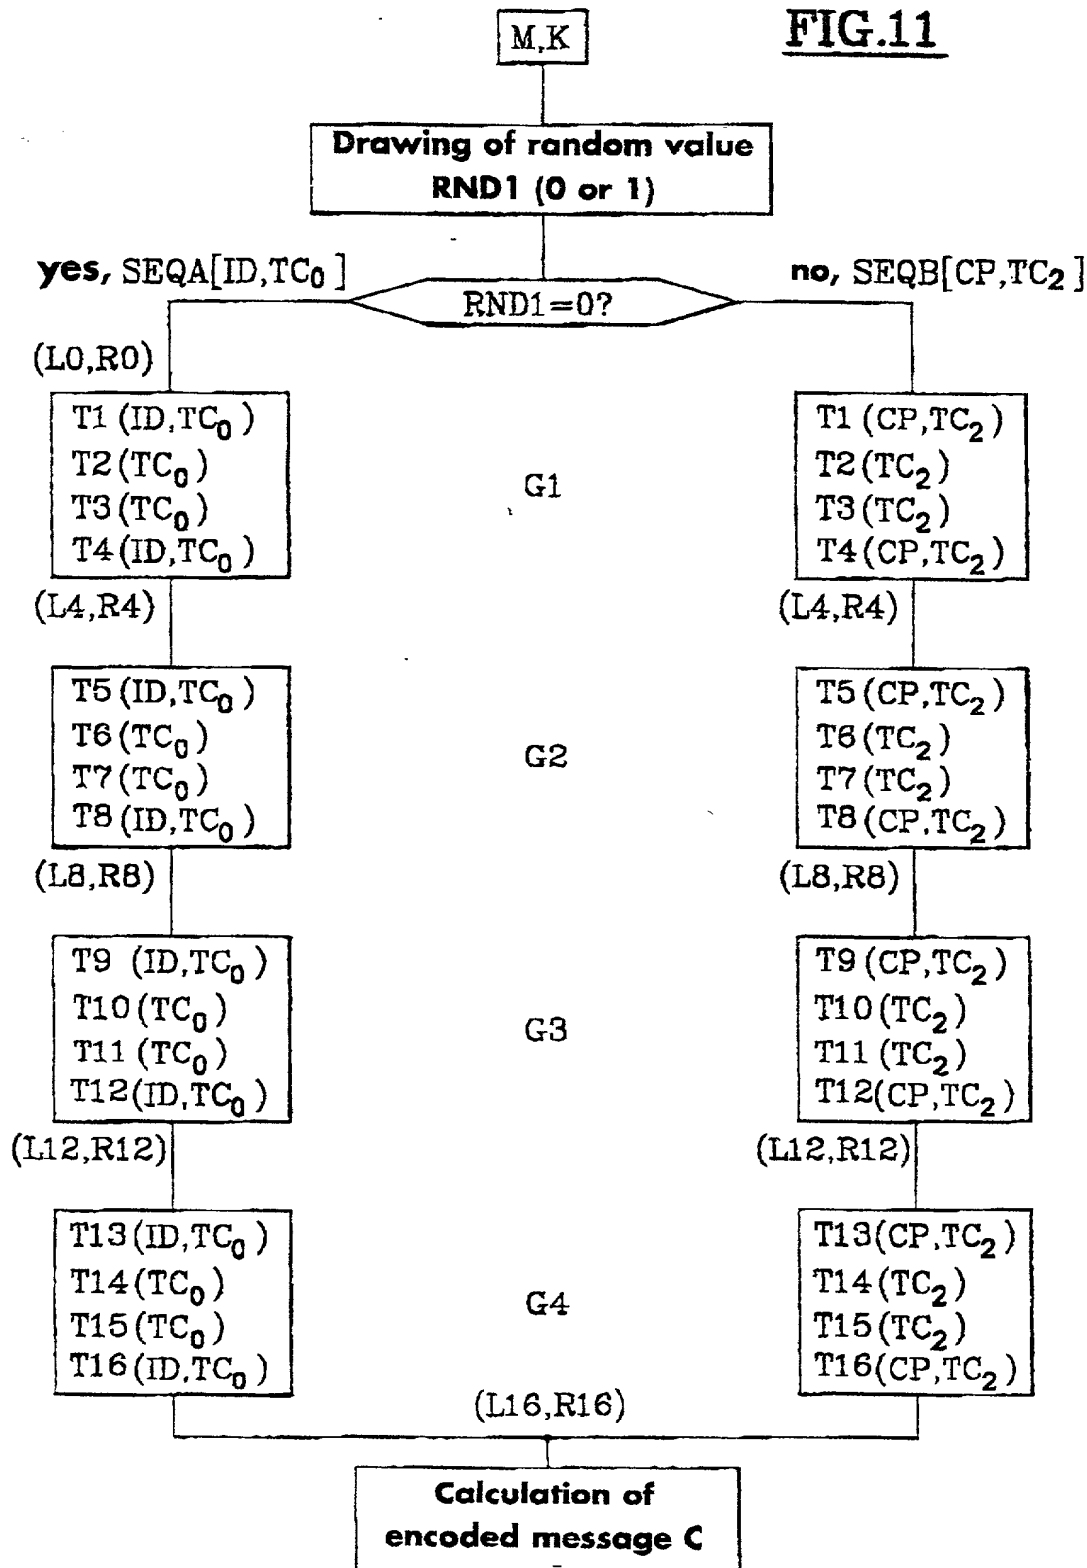 FIG.11
M,K
Drawing of random value
RND1 (0 or 1)
yes, SEQA[ID,TC₀]
no, SEQB[CP,TC₂]
RND1=0?
(L0,R0)
T1(ID,TC₀)
T2(TC₀)
T3(TC₀)
T4(ID,TC₀)
G1
T1(CP,TC₂)
T2(TC₂)
T3(TC₂)
T4(CP,TC₂)
(L4,R4)
(L4,R4)
T5(ID,TC₀)
T6(TC₀)
T7(TC₀)
T8(ID,TC₀)
G2
T5(CP,TC₂)
T6(TC₂)
T7(TC₂)
T8(CP,TC₂)
(L8,R8)
(L8,R8)
T9 (ID,TC₀)
T10(TC₀)
T11(TC₀)
T12(ID,TC₀)
G3
T9(CP,TC₂)
T10(TC₂)
T11(TC₂)
T12(CP,TC₂)
(L12,R12)
(L12,R12)
T13(ID,TC₀)
T14(TC₀)
T15(TC₀)
T16(ID,TC₀)
G4
T13(CP,TC₂)
T14(TC₂)
T15(TC₂)
T16(CP,TC₂)
(L16,R16)
Calculation of
encoded message C